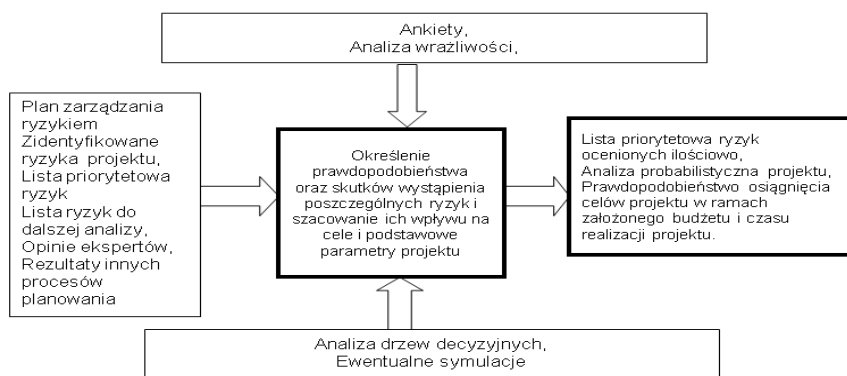 Ankiety,
Analiza wrażliwości,
Plan zarządzania
ryzykiem
Zidentyfikowane
ryzyka projektu,
Lista priorytetowa
ryzyk
Lista ryzyk do
dalszej analizy,
Opinie ekspertów,
Rezultaty innych
procesów
planowania
Określenie
prawdopodobieństwa
oraz skutków wystąpienia
poszczególnych ryzyk i
szacowanie ich wpływu na
cele i podstawowe
parametry projektu
Lista priorytetowa ryzyk
ocenionych ilościowo,
Analiza probabilistyczna projektu,
Prawdopodobieństwo osiągnięcia
celów projektu w ramach
założonego budżetu i czasu
realizacji projektu.
Analiza drzew decyzyjnych,
Ewentualne symulacje